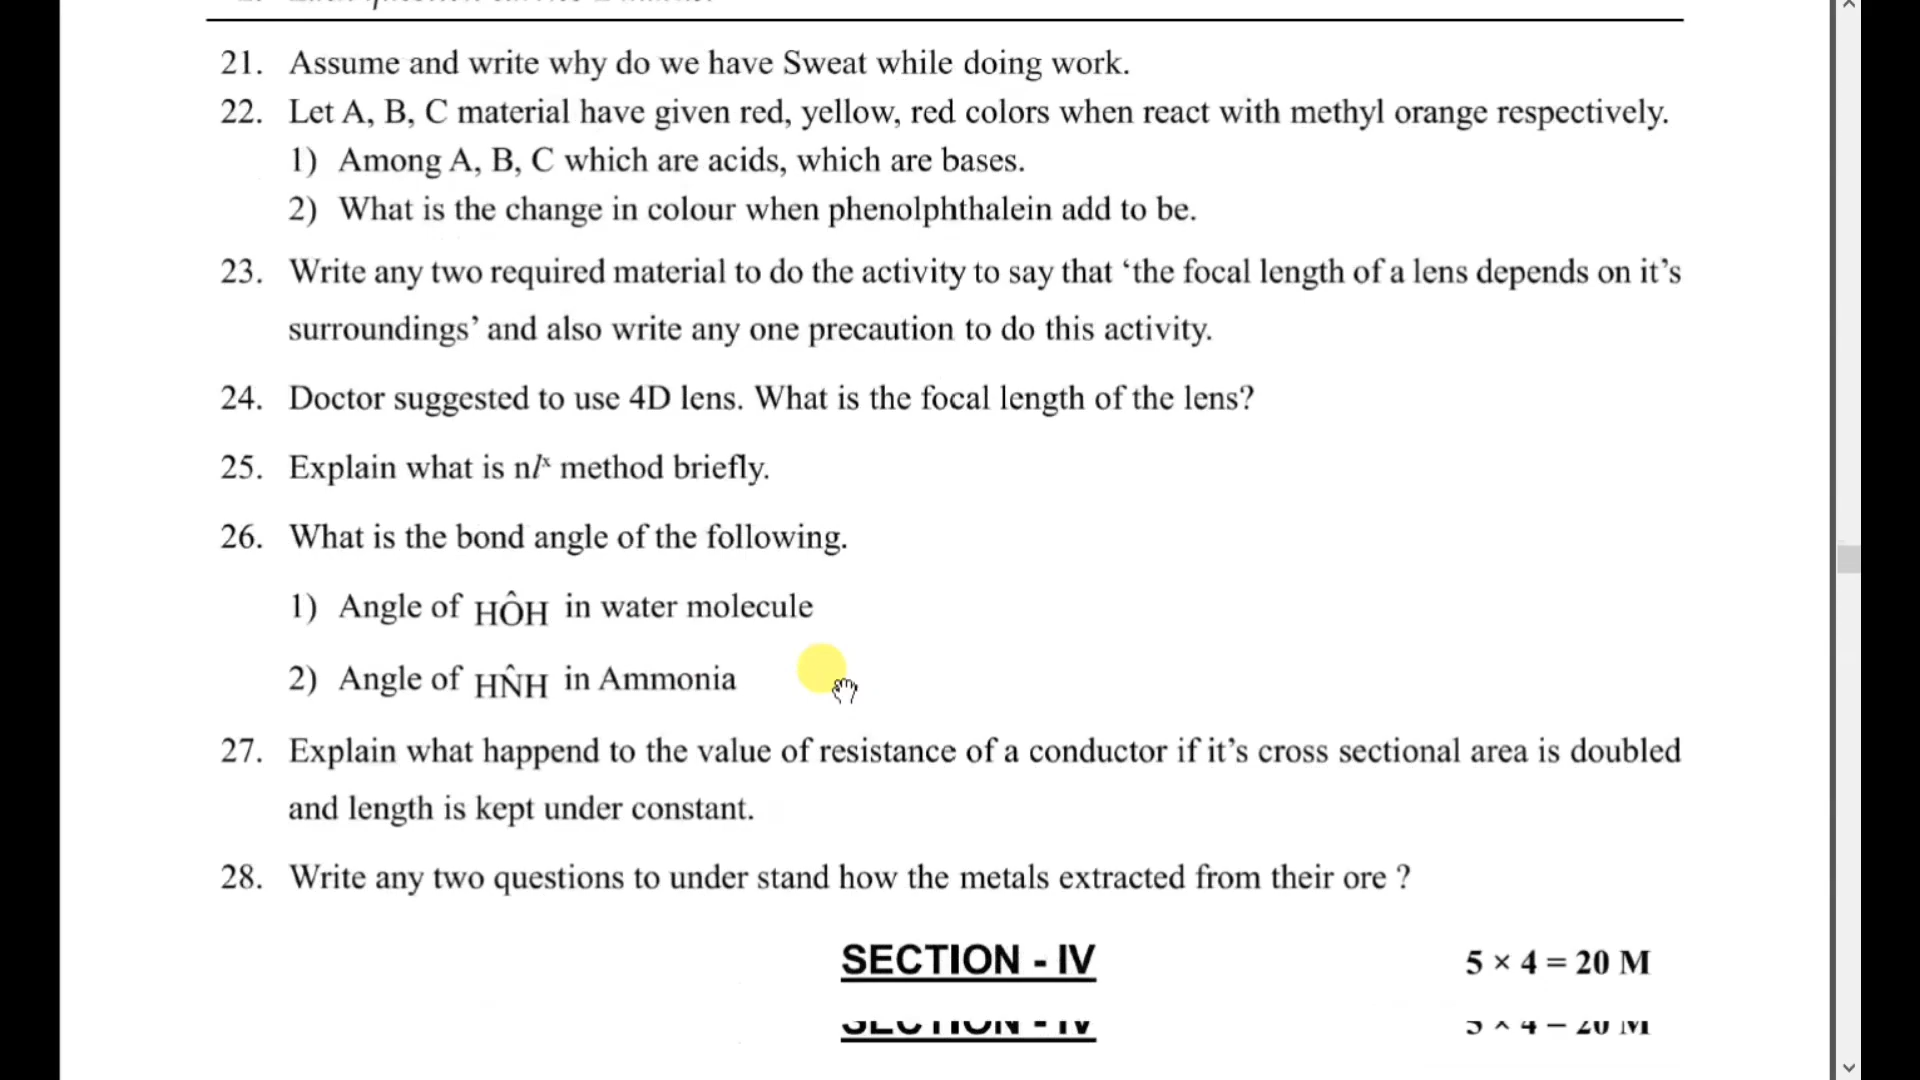 21. Assume and write why do we have Sweat while doing work.
22. Let A, B, C material have given red, yellow, red colors when react with methyl orange respectively.
1) Among A, B, C which are acids, which are bases.
2) What is the change in colour when phenolphthalein add to be.
23. Write any two required material to do the activity to say that ‘the focal length of a lens depends on it’s
surroundings’ and also write any one precaution to do this activity.
24. Doctor suggested to use 4D lens. What is the focal length of the lens?
25. Explain what is nlˣ method briefly.
26. What is the bond angle of the following.
1) Angle of HÔH in water molecule
2) Angle of HN̂H in Ammonia
27. Explain what happend to the value of resistance of a conductor if it’s cross sectional area is doubled
and length is kept under constant.
28. Write any two questions to under stand how the metals extracted from their ore ?
SECTION - IV 5 × 4 = 20 M
SECTION - IV 5 × 4 = 20 M